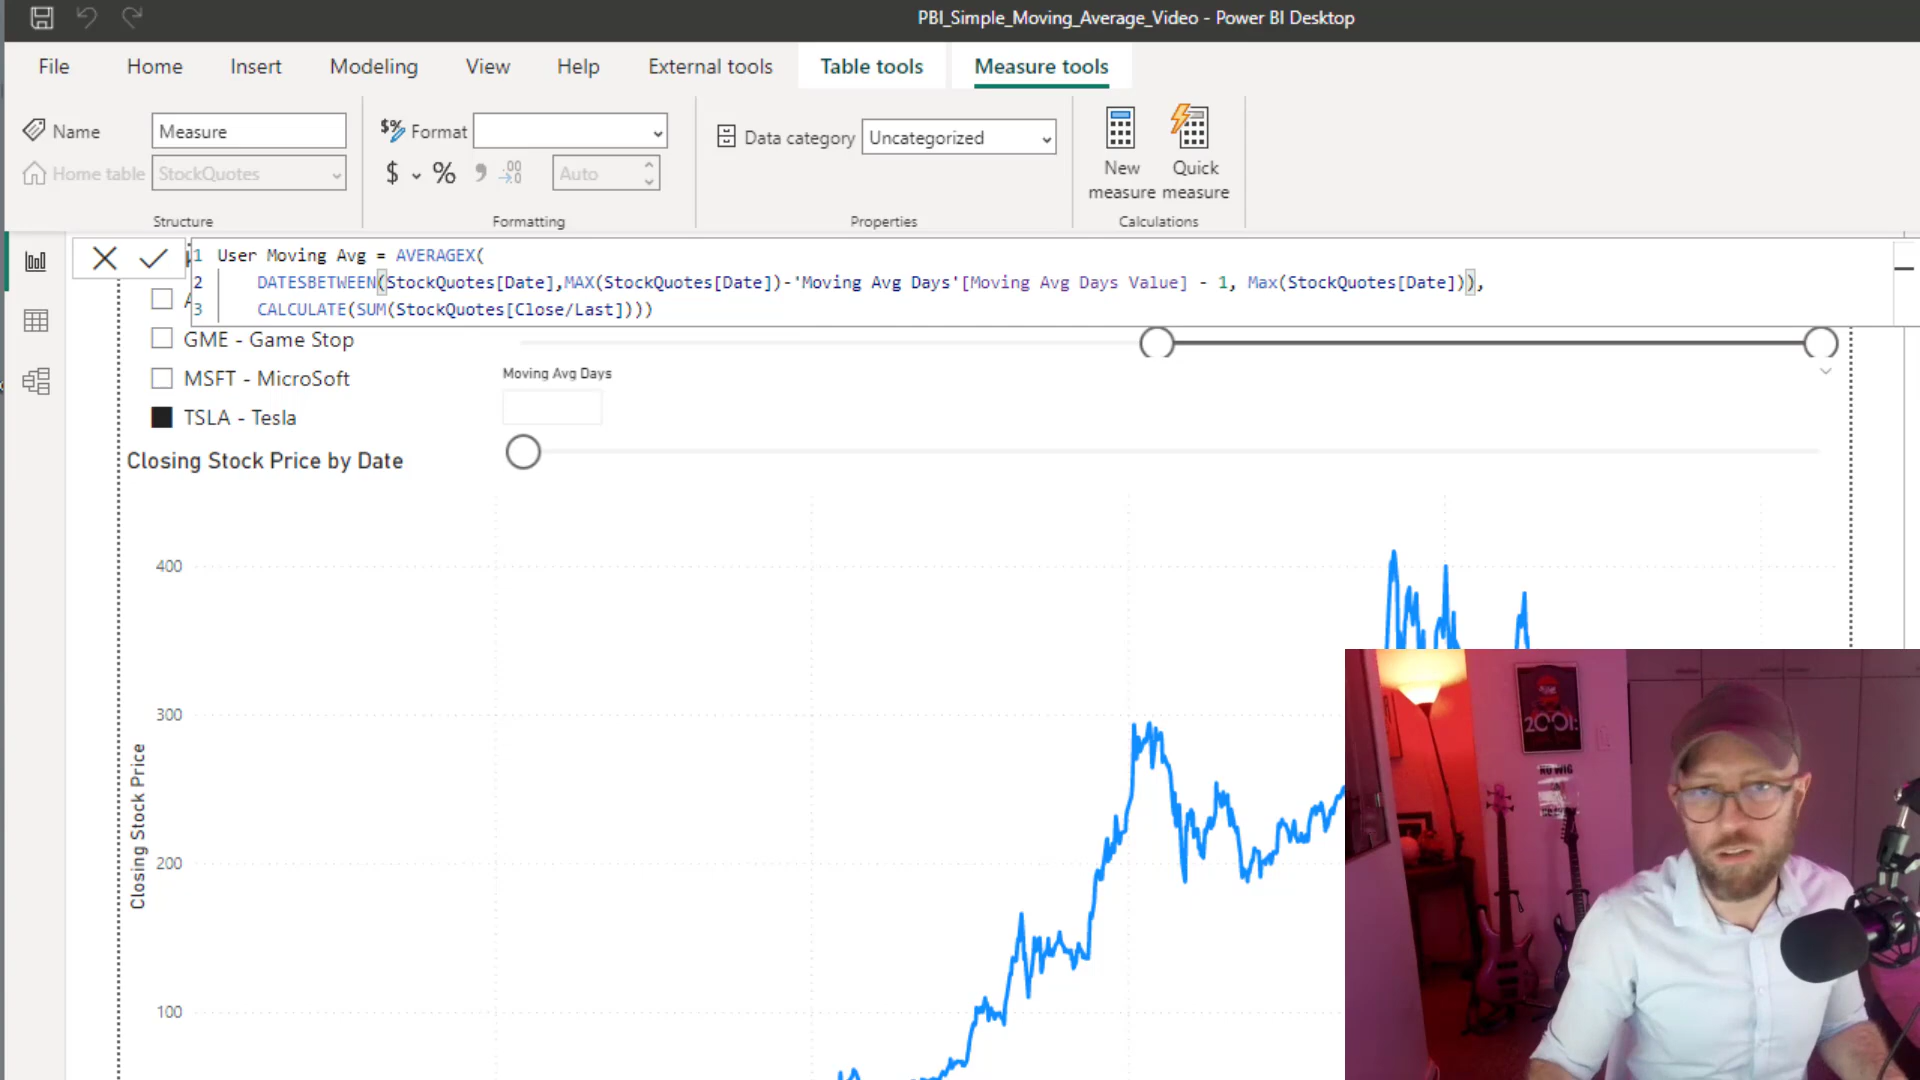 PBI_Simple_Moving_Average_Video - Power BI Desktop
File Home Insert Modeling View Help External tools Table tools Measure tools
Name Measure
Format
Data category Uncategorized
New measure
Quick measure
Home table StockQuotes
$ % Auto
Structure Formatting Properties Calculations
1 User Moving Avg = AVERAGEX(
2 DATESBETWEEN(StockQuotes[Date],MAX(StockQuotes[Date])-'Moving Avg Days'[Moving Avg Days Value] - 1, Max(StockQuotes[Date])),
3 CALCULATE(SUM(StockQuotes[Close/Last])))
GME - Game Stop
MSFT - MicroSoft
TSLA - Tesla
Moving Avg Days
Closing Stock Price by Date
400
300
200
100
Closing Stock Price
2001:
NO WIG